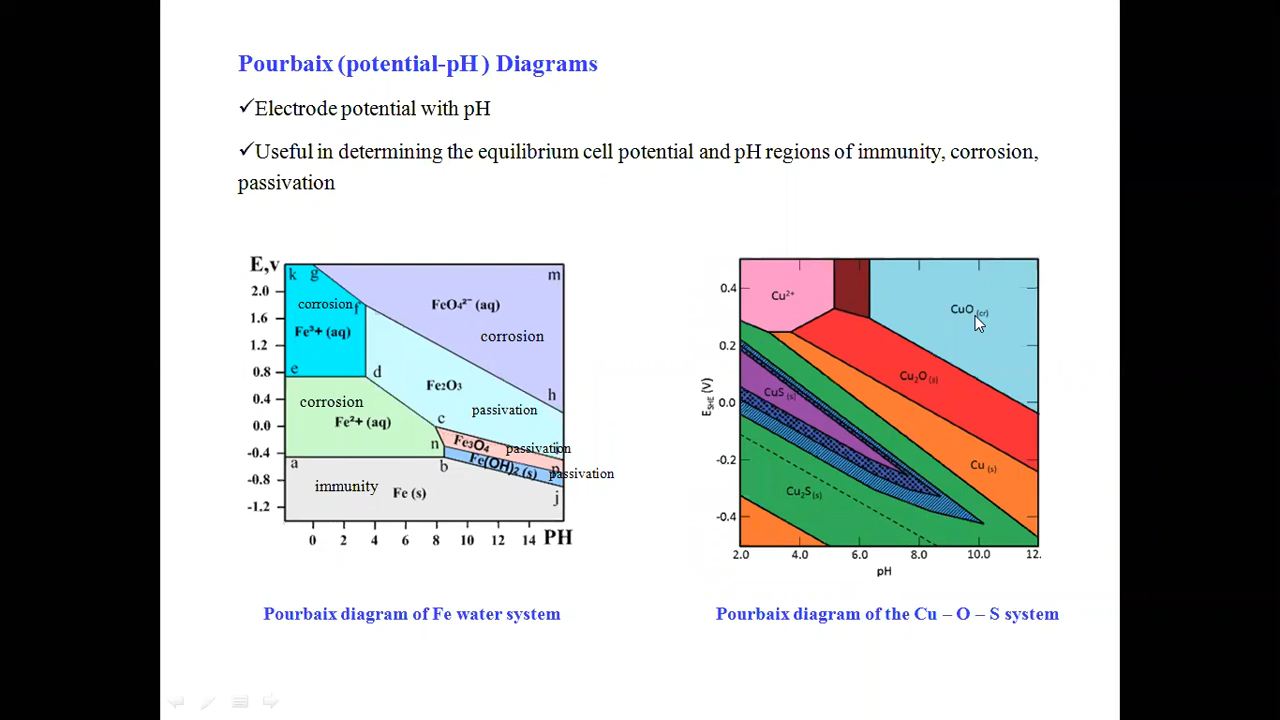 Pourbaix (potential-pH ) Diagrams
✓Electrode potential with pH
✓Useful in determining the equilibrium cell potential and pH regions of immunity, corrosion,
passivation
E,v
2.0
1.6
1.2
0.8
0.4
0.0
-0.4
-0.8
-1.2
k
g
m
corrosion
f
FeO₄²⁻ (aq)
Fe³+ (aq)
corrosion
e
d
Fe₂O₃
h
corrosion
passivation
Fe²+ (aq)
c
n
Fe₃O₄
passivation
a
b
Fe(OH)₂ (s)
p
passivation
immunity
Fe (s)
j
0 2 4 6 8 10 12 14 PH
Pourbaix diagram of Fe water system
E_SHE (V)
0.4
0.2
0.0
-0.2
-0.4
Cu²⁺
CuO (cr)
Cu₂O (s)
CuS (s)
Cu (s)
Cu₂S(s)
2.0 4.0 6.0 8.0 10.0 12.
pH
Pourbaix diagram of the Cu – O – S system